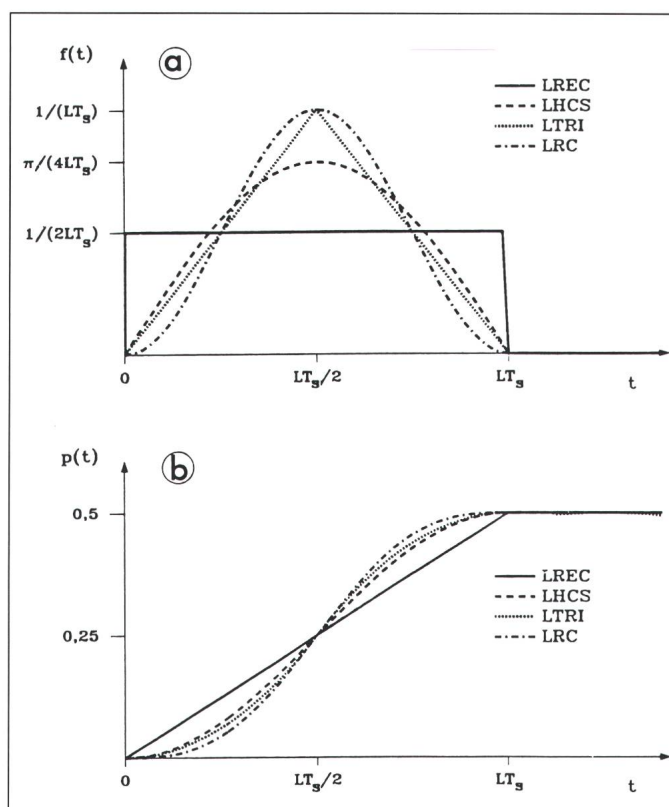 f(t)
a
1/(LTₛ)
π/(4LTₛ)
1/(2LTₛ)
LREC
LHCS
LTRI
LRC
0
LTₛ/2
LTₛ
t
p(t)
b
0,5
0,25
LREC
LHCS
LTRI
LRC
0
LTₛ/2
LTₛ
t